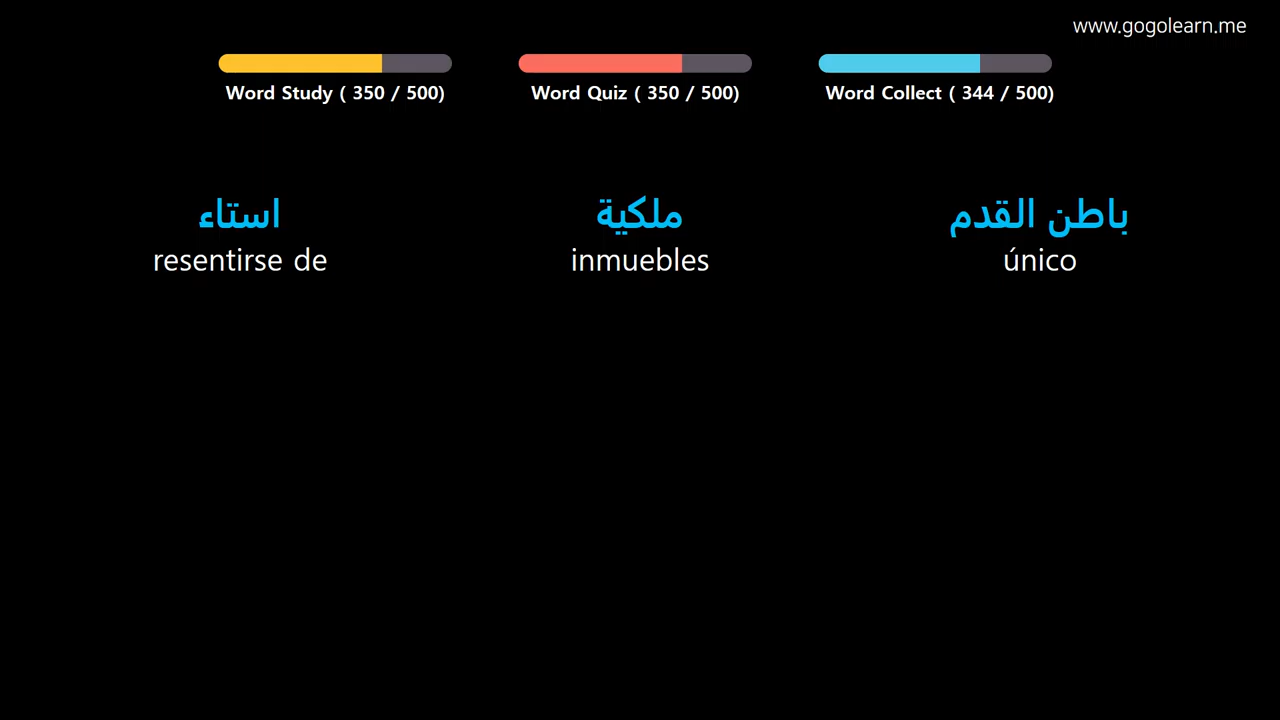 www.gogolearn.me
Word Study ( 350 / 500)
Word Quiz ( 350 / 500)
Word Collect ( 344 / 500)
استاء
resentirse de
ملكية
inmuebles
باطن القدم
único